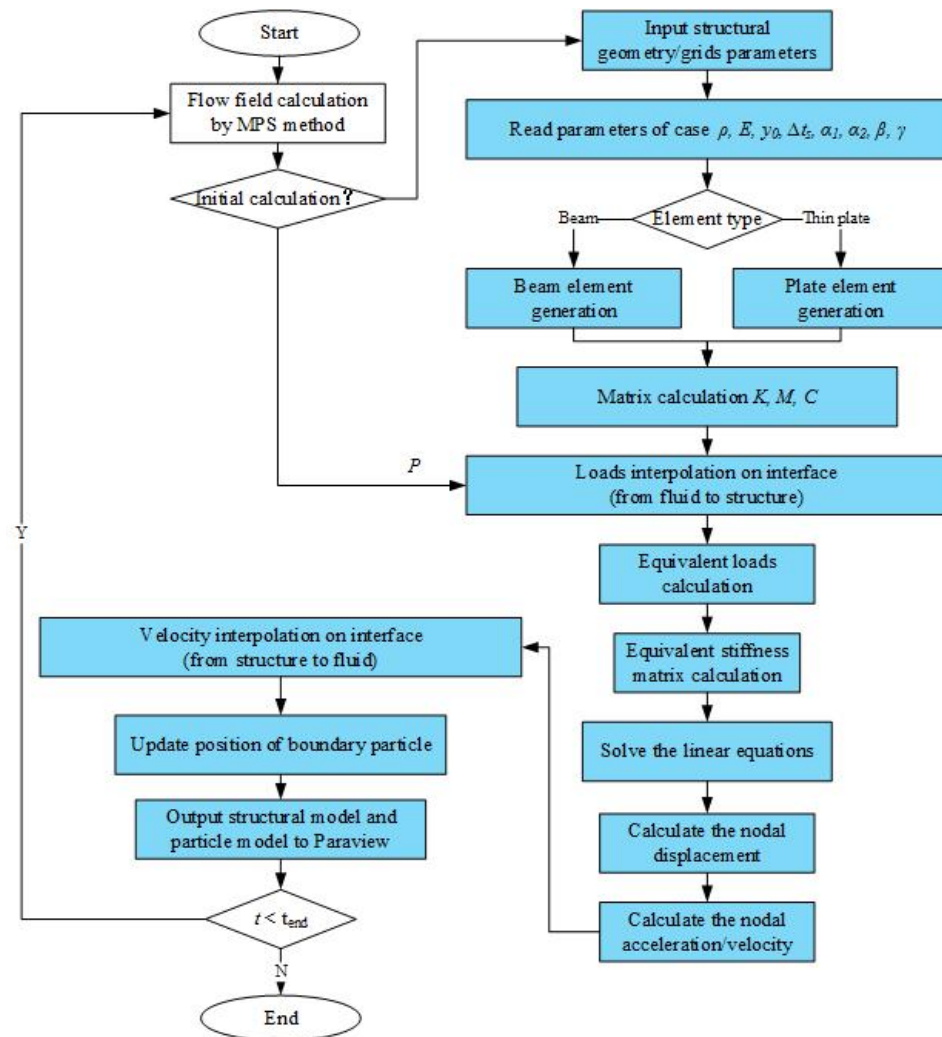 Start
Flow field calculation
by MPS method
Initial calculation?
Input structural
geometry/grids parameters
Read parameters of case ρ, E, y0, Δts, α1, α2, β, γ
Element type
Beam
Thin plate
Beam element
generation
Plate element
generation
Matrix calculation K, M, C
P
Loads interpolation on interface
(from fluid to structure)
Equivalent loads
calculation
Equivalent stiffness
matrix calculation
Solve the linear equations
Calculate the nodal
displacement
Calculate the nodal
acceleration/velocity
Velocity interpolation on interface
(from structure to fluid)
Update position of boundary particle
Output structural model and
particle model to Paraview
t < tend
Y
N
End